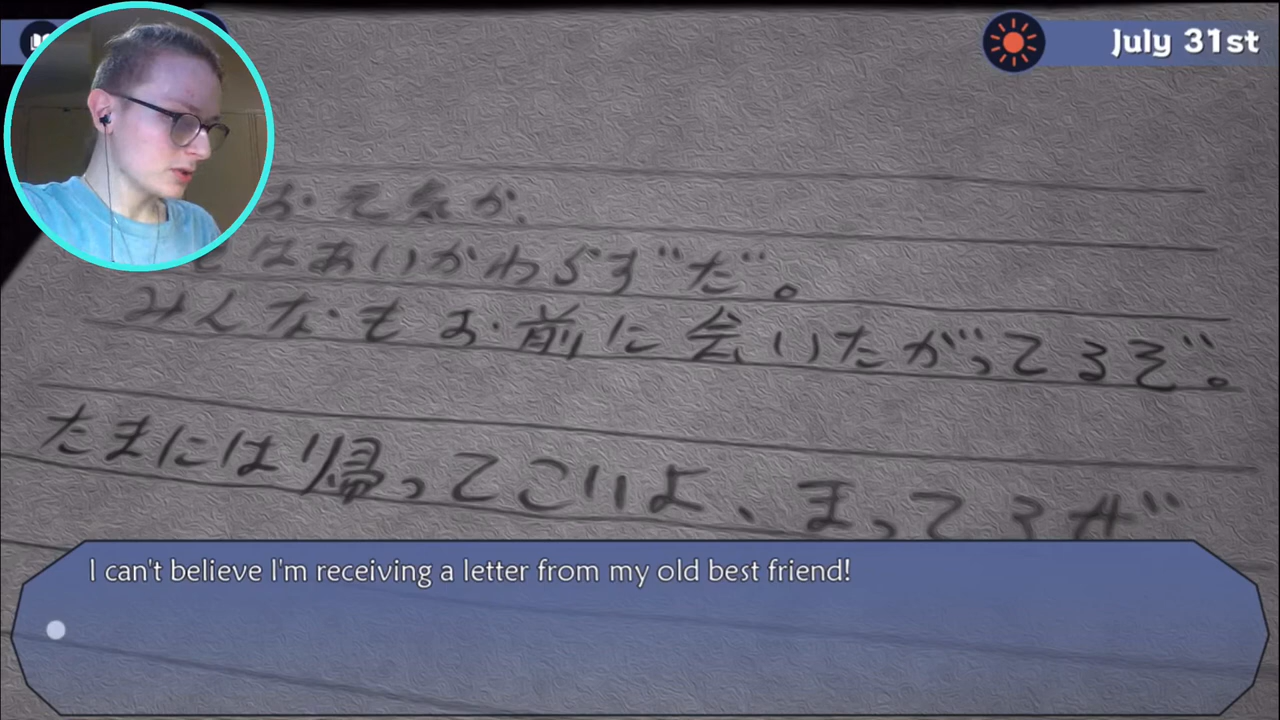 July 31st
お元気か、
はあいかわらずだ。
みんなもお前に会いたがってるぞ。
たまには帰ってこいよ、まってるぜ
I can't believe I'm receiving a letter from my old best friend!